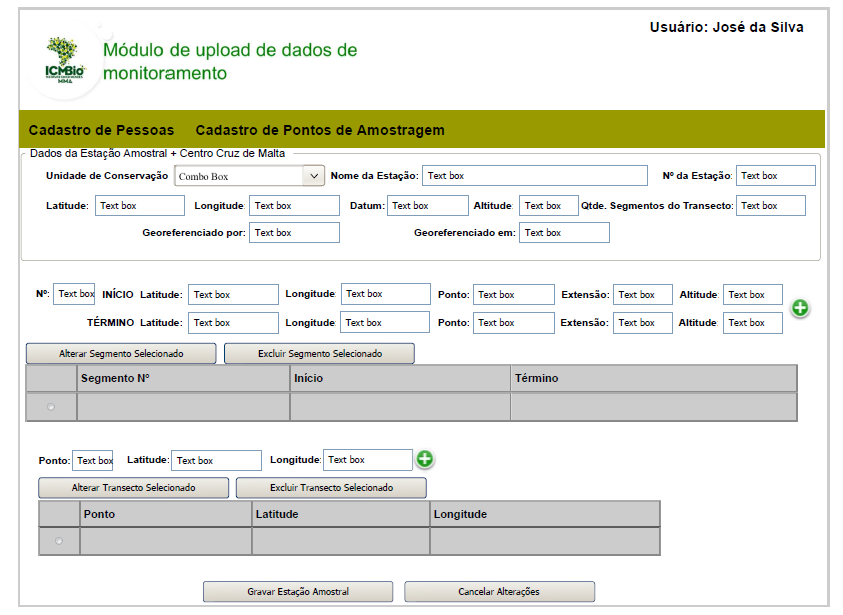 Usuário: José da Silva
ICMBio
MMA
Módulo de upload de dados de
monitoramento
Cadastro de Pessoas Cadastro de Pontos de Amostragem
Dados da Estação Amostral + Centro Cruz de Malta
Unidade de Conservação Combo Box Nome da Estação: Text box Nº da Estação: Text box
Latitude: Text box Longitude: Text box Datum: Text box Altitude: Text box Qtde. Segmentos do Transecto: Text box
Georeferenciado por: Text box Georeferenciado em: Text box
Nº: Text box INÍCIO Latitude: Text box Longitude: Text box Ponto: Text box Extensão: Text box Altitude: Text box
TÉRMINO Latitude: Text box Longitude: Text box Ponto: Text box Extensão: Text box Altitude: Text box
Alterar Segmento Selecionado Excluir Segmento Selecionado
Segmento Nº Início Término
Ponto: Text box Latitude: Text box Longitude: Text box
Alterar Transecto Selecionado Excluir Transecto Selecionado
Ponto Latitude Longitude
Gravar Estação Amostral Cancelar Alterações